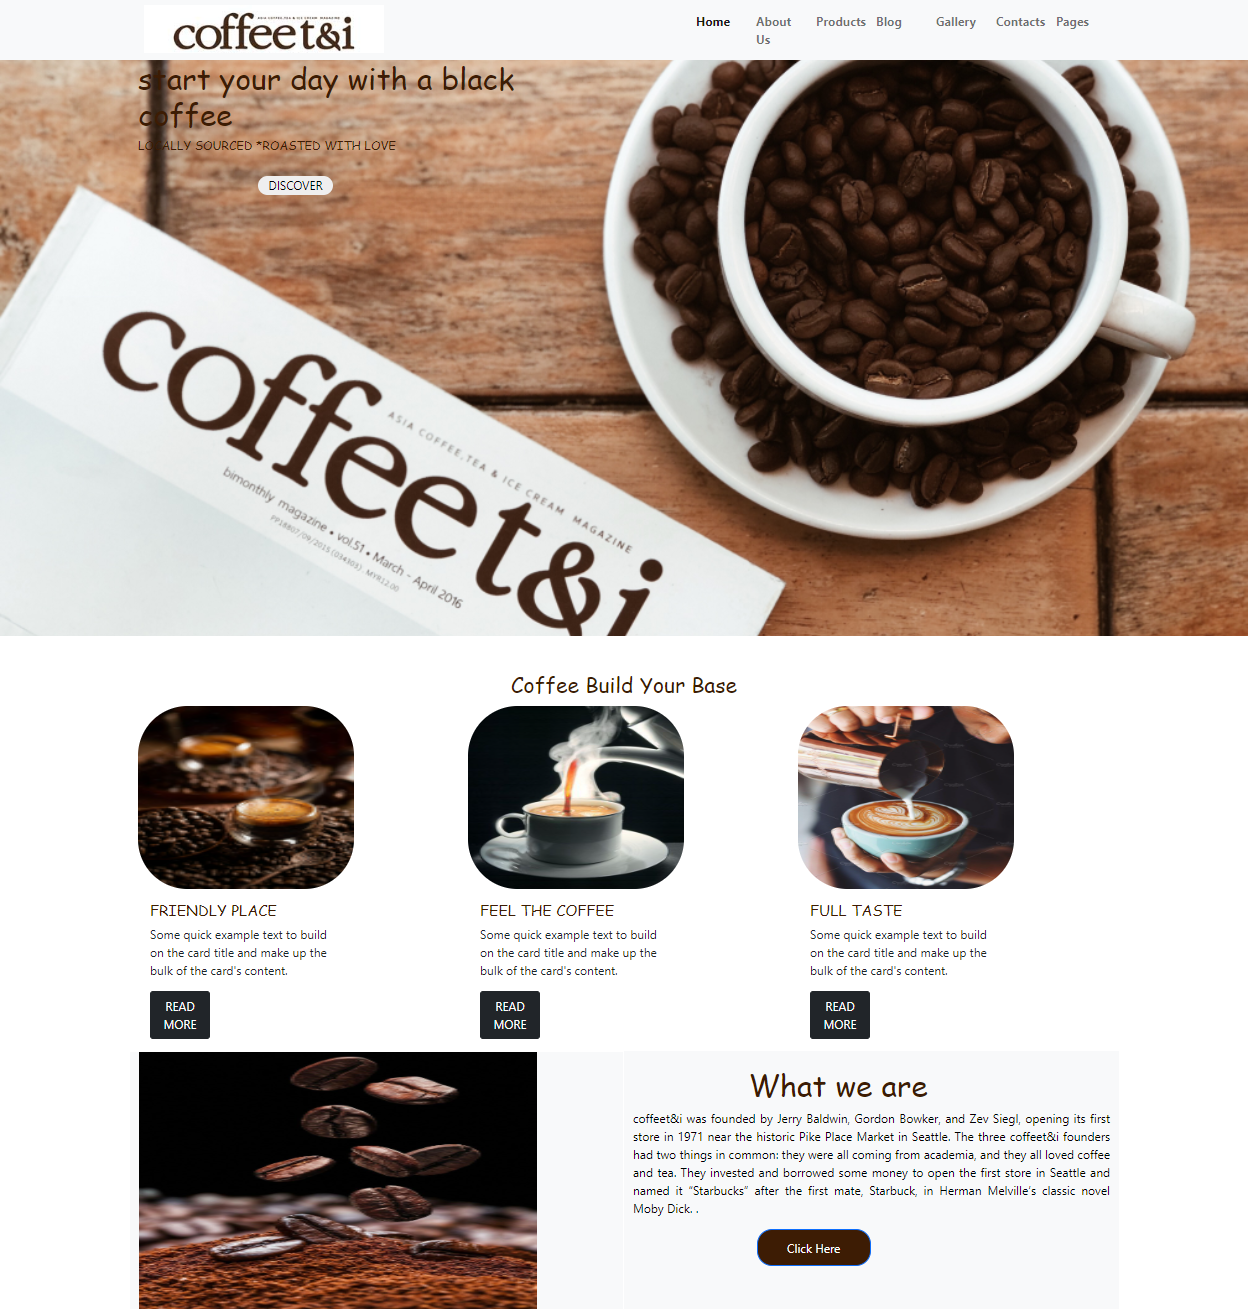 coffeet&i
ASIA COFFEE,TEA & ICE CREAM MAGAZINE
Home About Us Products Blog Gallery Contacts Pages
start your day with a black
coffee
LOCALLY SOURCED *ROASTED WITH LOVE
DISCOVER
coffeet&i
ASIA COFFEE,TEA & ICE CREAM MAGAZINE
bimonthly magazine • vol.51 • March - April 2016
Coffee Build Your Base
FRIENDLY PLACE
Some quick example text to build
on the card title and make up the
bulk of the card's content.
READ
MORE
FEEL THE COFFEE
Some quick example text to build
on the card title and make up the
bulk of the card's content.
READ
MORE
FULL TASTE
Some quick example text to build
on the card title and make up the
bulk of the card's content.
READ
MORE
What we are
coffeet&i was founded by Jerry Baldwin, Gordon Bowker, and Zev Siegl, opening its first
store in 1971 near the historic Pike Place Market in Seattle. The three coffeet&i founders
had two things in common: they were all coming from academia, and they all loved coffee
and tea. They invested and borrowed some money to open the first store in Seattle and
named it “Starbucks” after the first mate, Starbuck, in Herman Melville’s classic novel
Moby Dick. .
Click Here